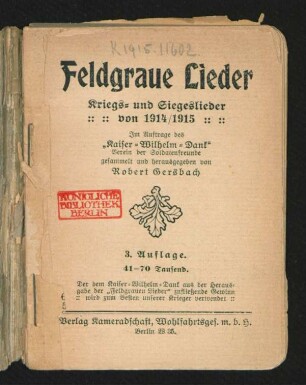 K 1915.11602
Feldgraue Lieder
Kriegs- und Siegeslieder
:: :: von 1914/1915 :: ::
Im Auftrage des
„Kaiser-Wilhelm-Dank“
Verein der Soldatenfreunde
gesammelt und herausgegeben von
Robert Gersbach
KÖNIGLICHE
BIBLIOTHEK
BERLIN
3. Auflage.
41—70 Tausend.
Der dem Kaiser-Wilhelm-Dank aus der Heraus-
gabe der „Feldgrauen Lieder“ zufließende Gewinn
:: wird zum Besten unserer Krieger verwendet ::
Verlag Kameradschaft, Wohlfahrtsges. m. b. H.
Berlin W 35.